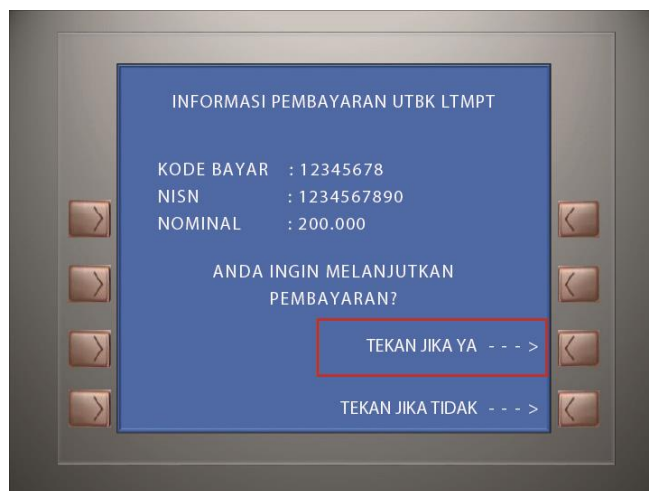 INFORMASI PEMBAYARAN UTBK LTMPT
KODE BAYAR : 12345678
NISN : 1234567890
NOMINAL : 200.000
ANDA INGIN MELANJUTKAN
PEMBAYARAN?
TEKAN JIKA YA - - - >
TEKAN JIKA TIDAK - - - >